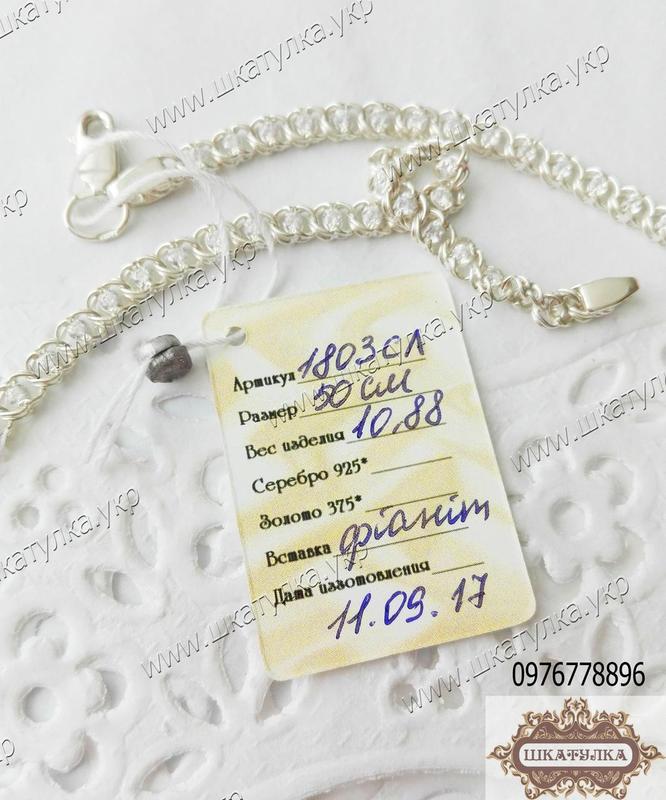 www.шкатулка.укр
www.шкатулка.укр
www.шкатулка.укр
www.шкатулка.укр
www.шкатулка.укр
www.шкатулка.укр
Артикул 1803СЛ
Размер 50 см
Вес изделия 10,88
Серебро 925*
Золото 375*
Вставка фіаніт
Дата изготовления
11.09.17
0976778896
ШКАТУЛКА